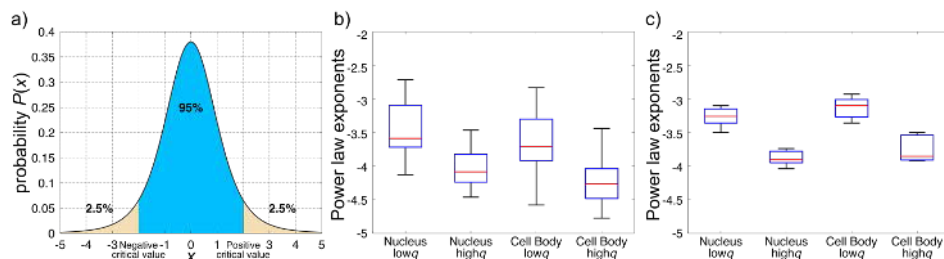 a)
0.4
0.35
0.3
0.25
0.2
0.15
0.1
0.05
0
probability P(x)
95%
2.5%
2.5%
-5 -4 -3 Negative -1 0 1 Positive 3 4 5
critical value
critical value
x
b)
-2
-2.5
-3
-3.5
-4
-4.5
-5
Power law exponents
Nucleus Nucleus Cell Body Cell Body
lowq highq lowq highq
c)
-2
-2.5
-3
-3.5
-4
-4.5
-5
Power law exponents
Nucleus Nucleus Cell Body Cell Body
lowq highq lowq highq